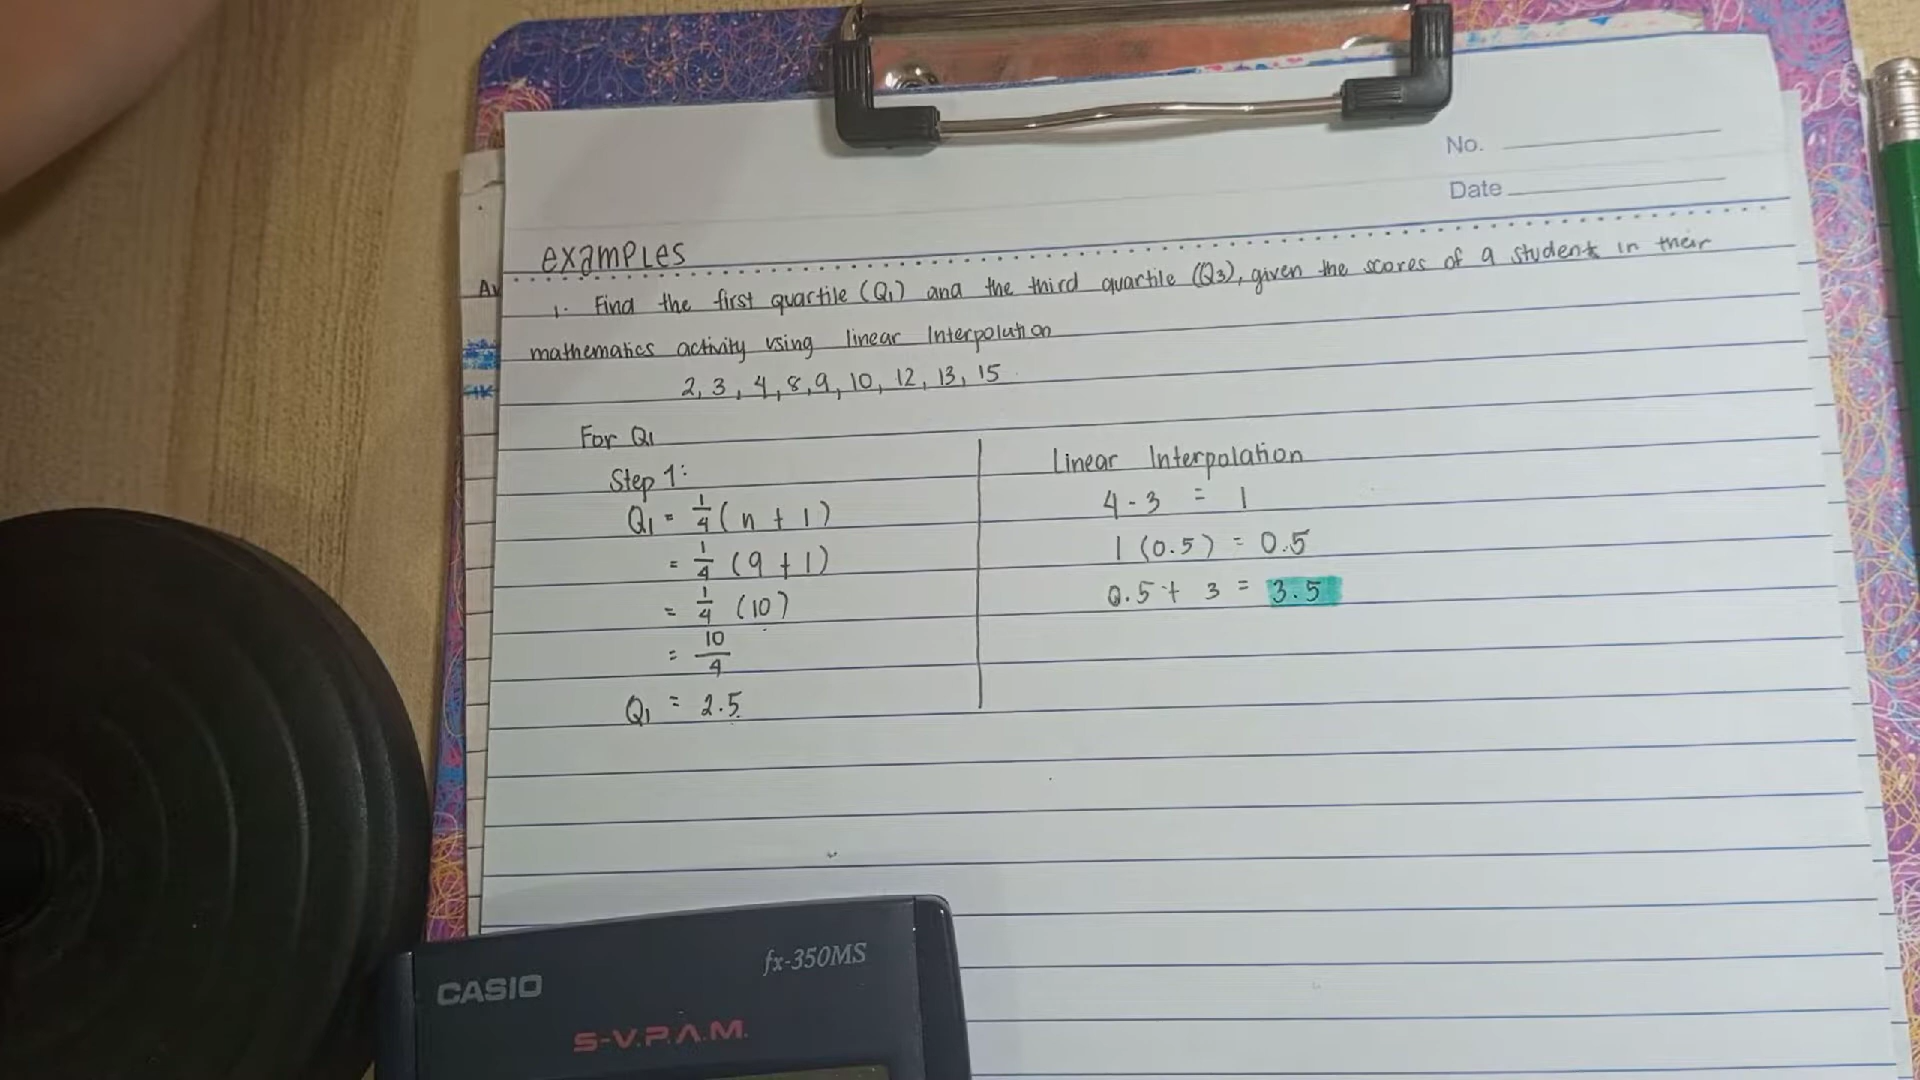 No.
Date
examples
1. Find the first quartile (Q₁) and the third quartile (Q₃), given the scores of 9 students in their
mathematics activity using linear Interpolation
2, 3, 4, 8, 9, 10, 12, 13, 15
For Q₁
Step 1:
Q₁ = 1/4 (n + 1)
= 1/4 (9 + 1)
= 1/4 (10)
= 10/4
Q₁ = 2.5
Linear Interpolation
4 - 3 = 1
1 (0.5) = 0.5
0.5 + 3 = 3.5
CASIO
fx-350MS
S-V.P.A.M.